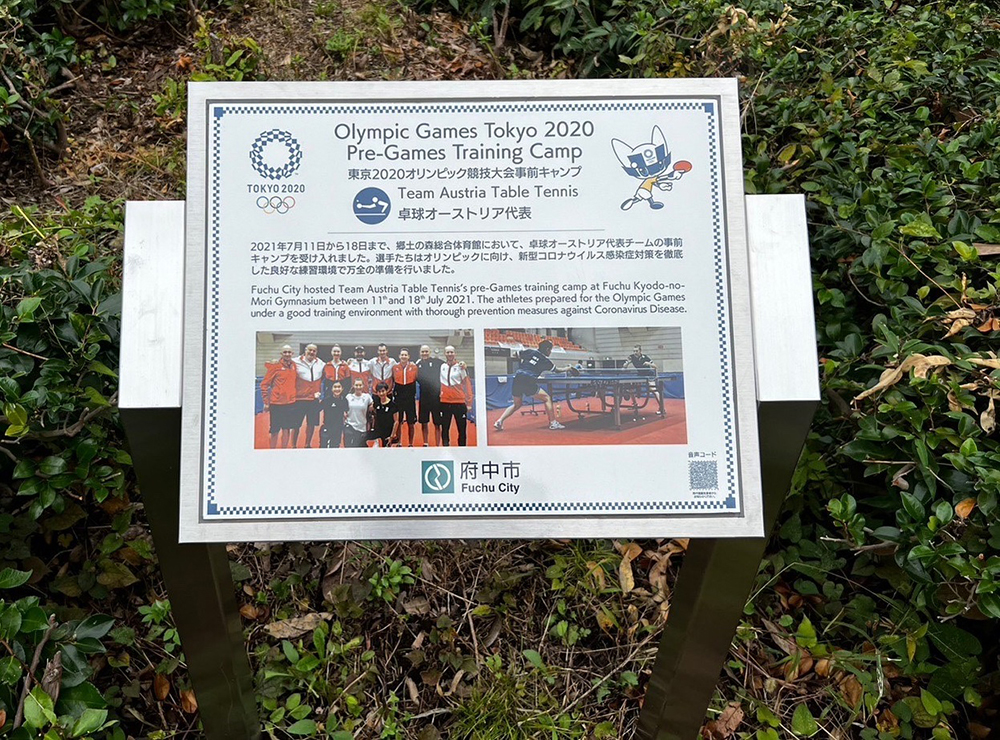 Olympic Games Tokyo 2020
Pre-Games Training Camp
東京2020オリンピック競技大会事前キャンプ
TOKYO 2020
Team Austria Table Tennis
卓球オーストリア代表
2021年7月11日から18日まで、郷土の森総合体育館において、卓球オーストリア代表チームの事前
キャンプを受け入れました。選手たちはオリンピックに向け、新型コロナウイルス感染症対策を徹底
した良好な練習環境で万全の準備を行いました。
Fuchu City hosted Team Austria Table Tennis's pre-Games training camp at Fuchu Kyodo-no-
Mori Gymnasium between 11th and 18th July 2021. The athletes prepared for the Olympic Games
under a good training environment with thorough prevention measures against Coronavirus Disease.
府中市
Fuchu City
音声コード